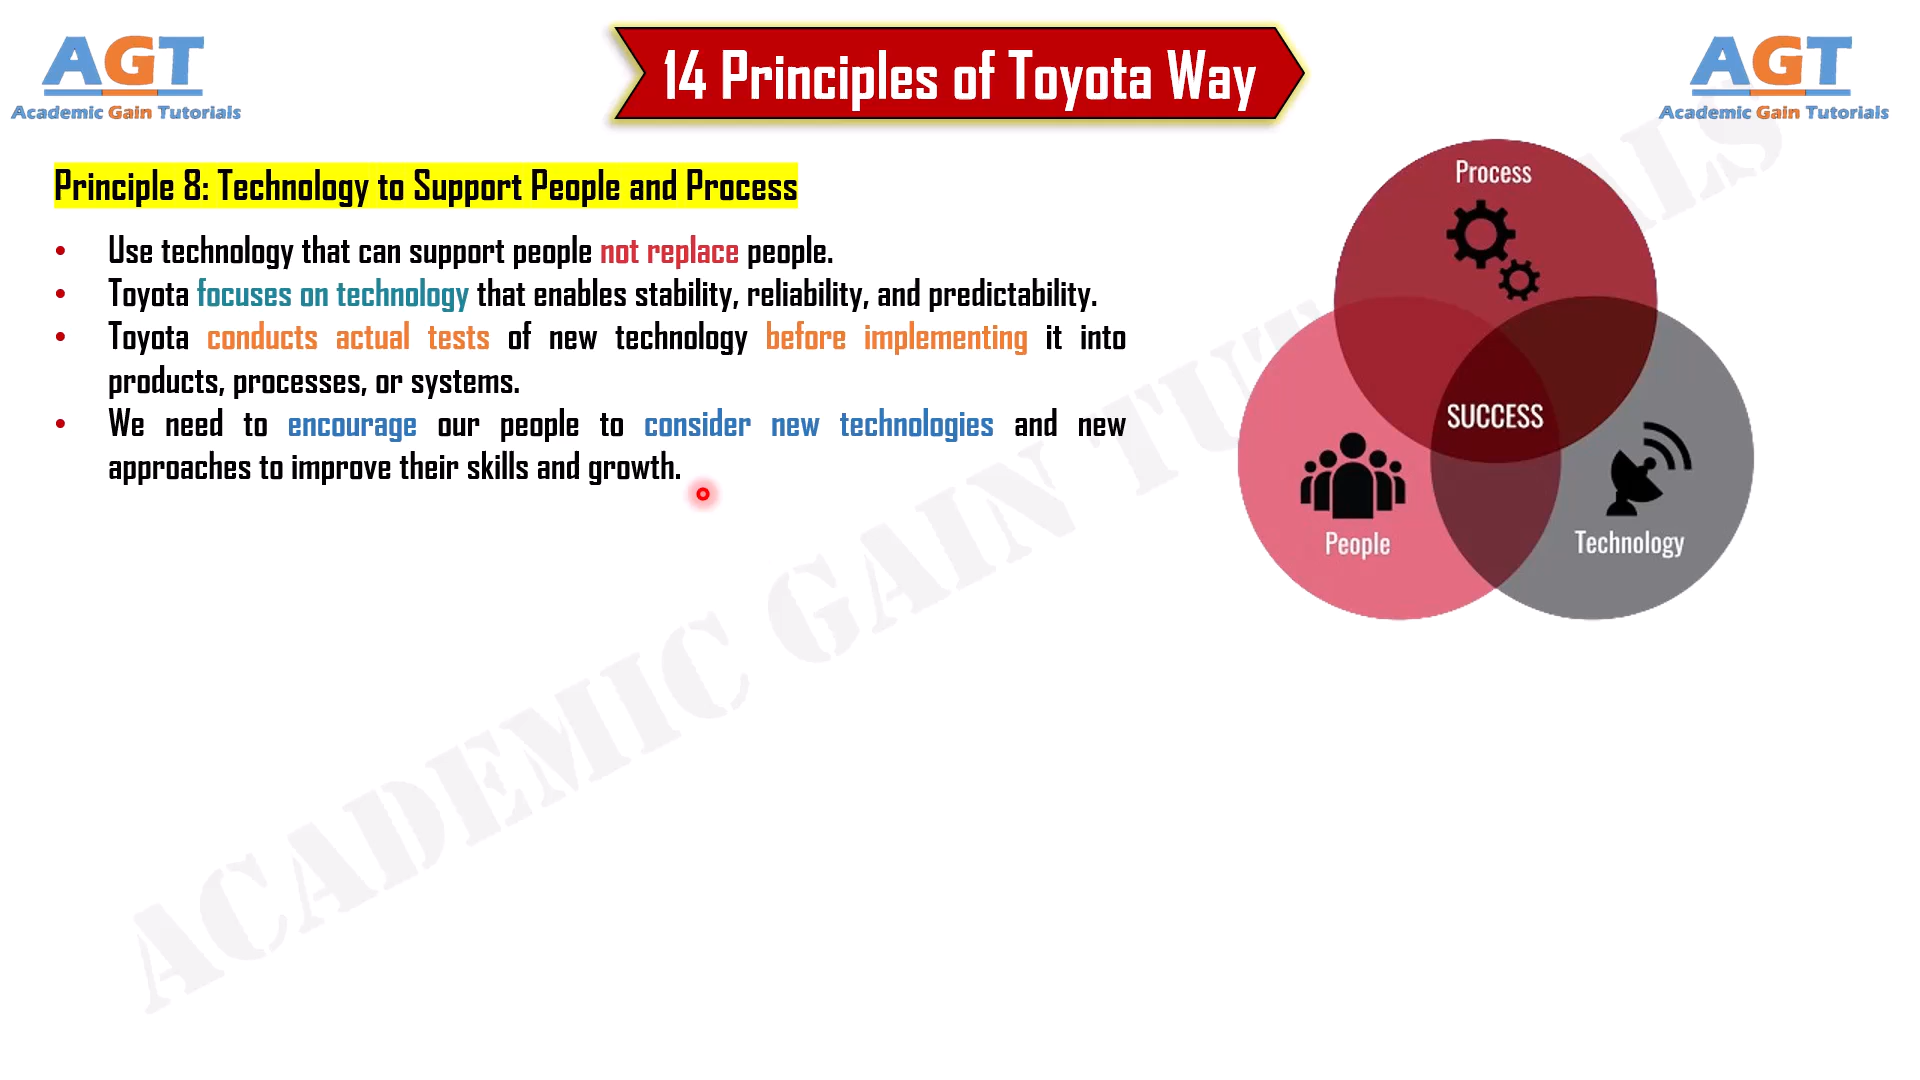 AGT
Academic Gain Tutorials
14 Principles of Toyota Way
AGT
Academic Gain Tutorials
Principle 8: Technology to Support People and Process
• Use technology that can support people not replace people.
• Toyota focuses on technology that enables stability, reliability, and predictability.
• Toyota conducts actual tests of new technology before implementing it into
products, processes, or systems.
• We need to encourage our people to consider new technologies and new
approaches to improve their skills and growth.
Process
SUCCESS
People
Technology
ACADEMIC GAIN TUTORIALS